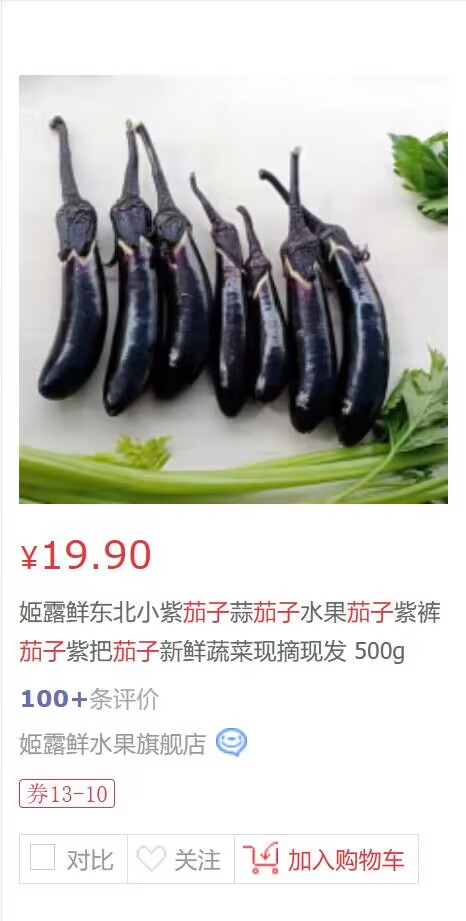 ¥19.90
姬露鲜东北小紫茄子蒜茄子水果茄子紫裤
茄子紫把茄子新鲜蔬菜现摘现发 500g
100+条评价
姬露鲜水果旗舰店
券13-10
对比 关注 加入购物车